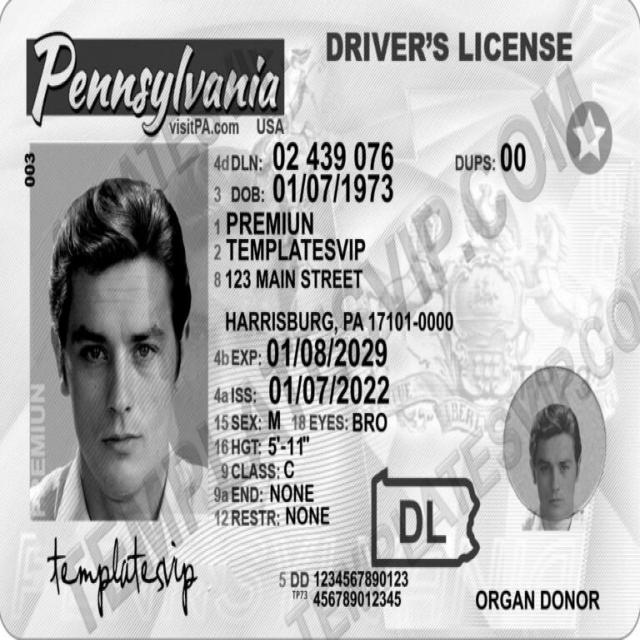 Pennsylvania
visitPA.com USA
DRIVER'S LICENSE
003
4d DLN: 02 439 076
DUPS: 00
3 DOB: 01/07/1973
1 PREMIUN
2 TEMPLATESVIP
8 123 MAIN STREET
HARRISBURG, PA 17101-0000
4b EXP: 01/08/2029
4a ISS: 01/07/2022
15 SEX: M 18 EYES: BRO
16 HGT: 5'-11"
9 CLASS: C
9a END: NONE
12 RESTR: NONE
PREMIUN
templatesvip
DL
5 DD 1234567890123
TP73 456789012345
ORGAN DONOR
TEMPLATESVIP.COM
TEMPLATESVIP.CO